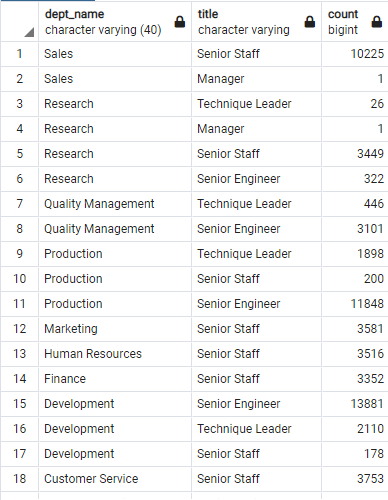 dept_name title count
character varying (40) character varying bigint
1 Sales Senior Staff 10225
2 Sales Manager 1
3 Research Technique Leader 26
4 Research Manager 1
5 Research Senior Staff 3449
6 Research Senior Engineer 322
7 Quality Management Technique Leader 446
8 Quality Management Senior Engineer 3101
9 Production Technique Leader 1898
10 Production Senior Staff 200
11 Production Senior Engineer 11848
12 Marketing Senior Staff 3581
13 Human Resources Senior Staff 3516
14 Finance Senior Staff 3352
15 Development Senior Engineer 13881
16 Development Technique Leader 2110
17 Development Senior Staff 178
18 Customer Service Senior Staff 3753